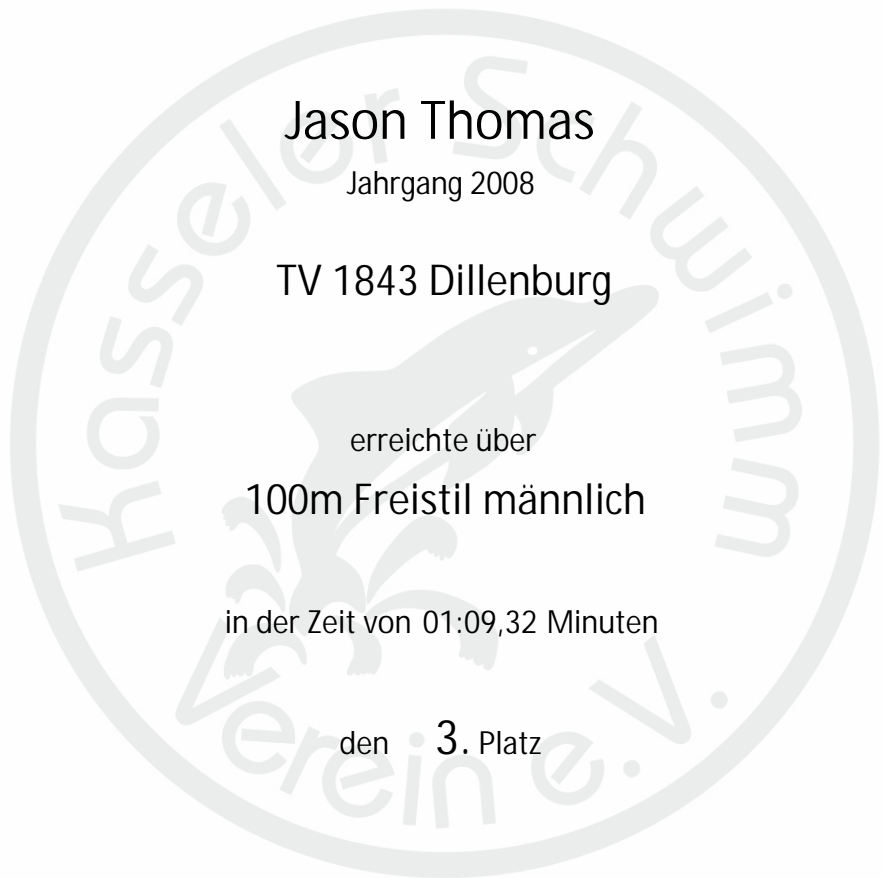 Jason Thomas
Jahrgang 2008
TV 1843 Dillenburg
erreichte über
100m Freistil männlich
in der Zeit von 01:09,32 Minuten
den 3. Platz
Kasseler Schwimm
Verein e.V.